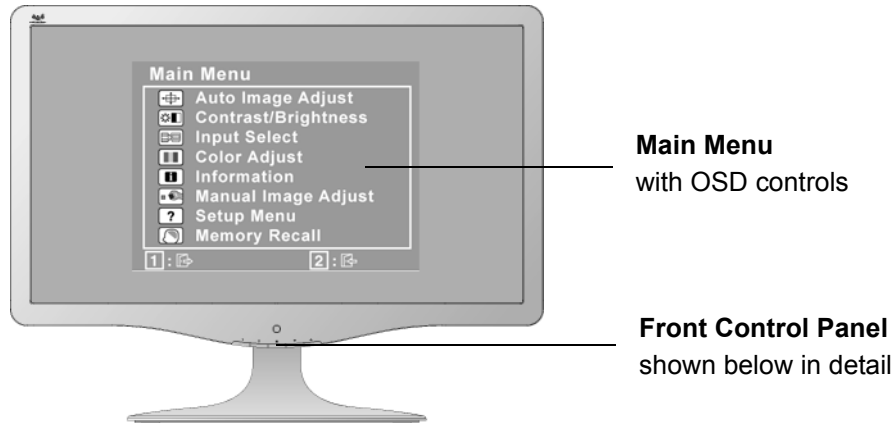 Main Menu
Auto Image Adjust
Contrast/Brightness
Input Select
Color Adjust
Information
Manual Image Adjust
? Setup Menu
Memory Recall
1 :
2 :
Main Menu
with OSD controls
Front Control Panel
shown below in detail